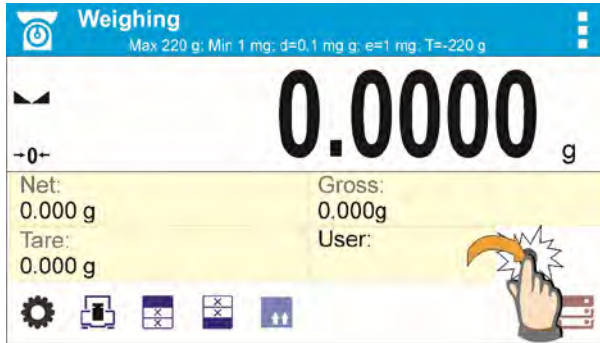 Weighing
Max 220 g: Min 1 mg: d=0.1 mg g; e=1 mg: T=-220 g
0.0000 g
→0←
Net:
0.000 g
Gross:
0.000g
Tare:
0.000 g
User: